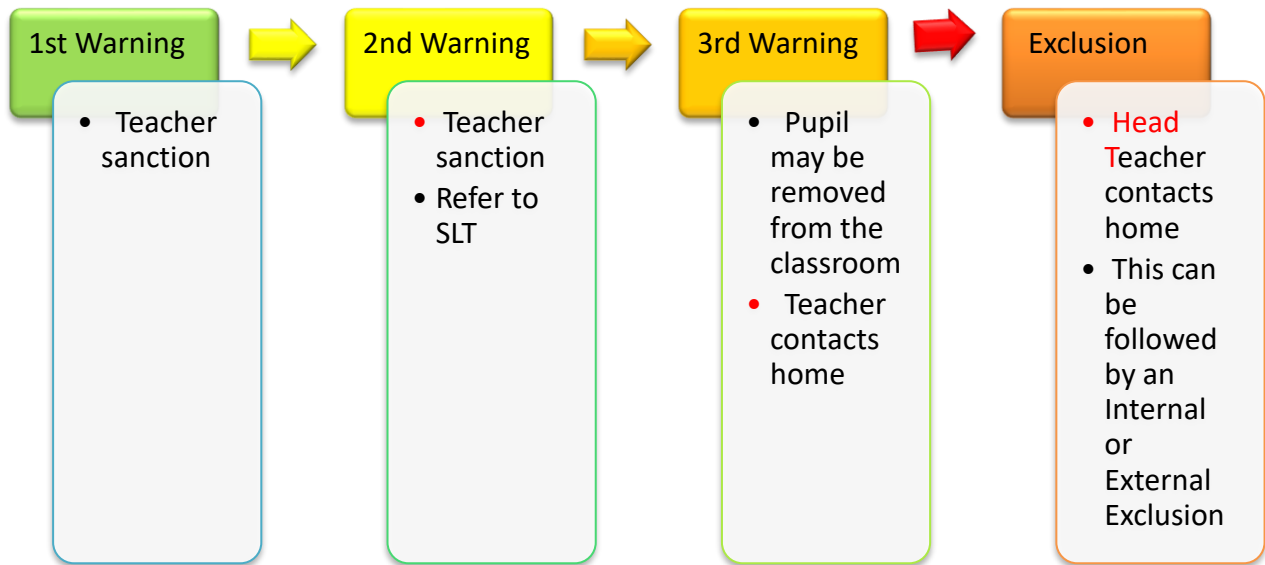 1st Warning
• Teacher
sanction
2nd Warning
• Teacher
sanction
• Refer to
SLT
3rd Warning
• Pupil
may be
removed
from the
classroom
• Teacher
contacts
home
Exclusion
• Head
Teacher
contacts
home
• This can
be
followed
by an
Internal
or
External
Exclusion